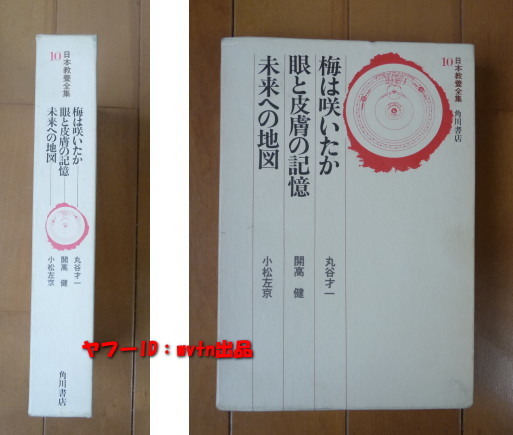 10 日本教養全集
梅は咲いたか
眼と皮膚の記憶
未来への地図
丸谷才一
開高 健
小松左京
角川書店
10 日本教養全集 角川書店
梅は咲いたか 丸谷才一
眼と皮膚の記憶 開高 健
未来への地図 小松左京
ヤフーID：mvtn出品